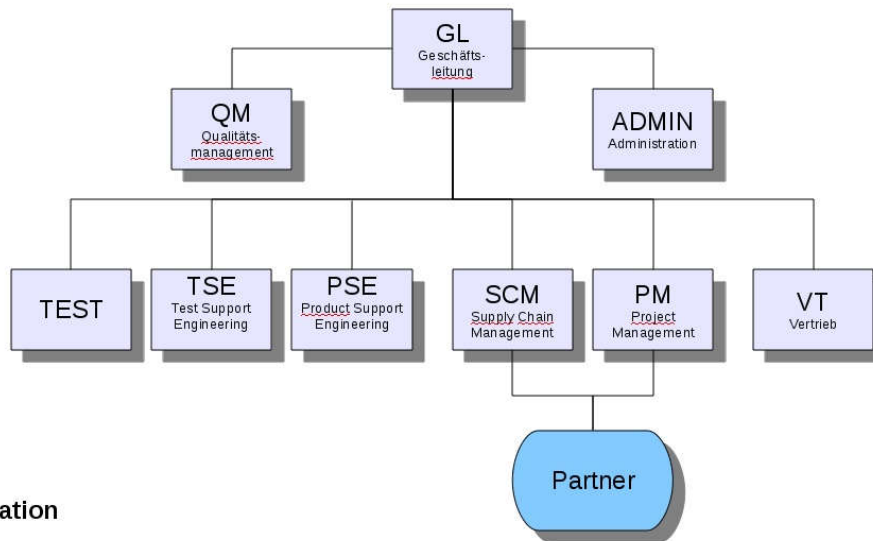 GL
Geschäfts-
leitung
QM
Qualitäts-
management
ADMIN
Administration
TEST
TSE
Test Support
Engineering
PSE
Product Support
Engineering
SCM
Supply Chain
Management
PM
Project
Management
VT
Vertrieb
Partner
ation